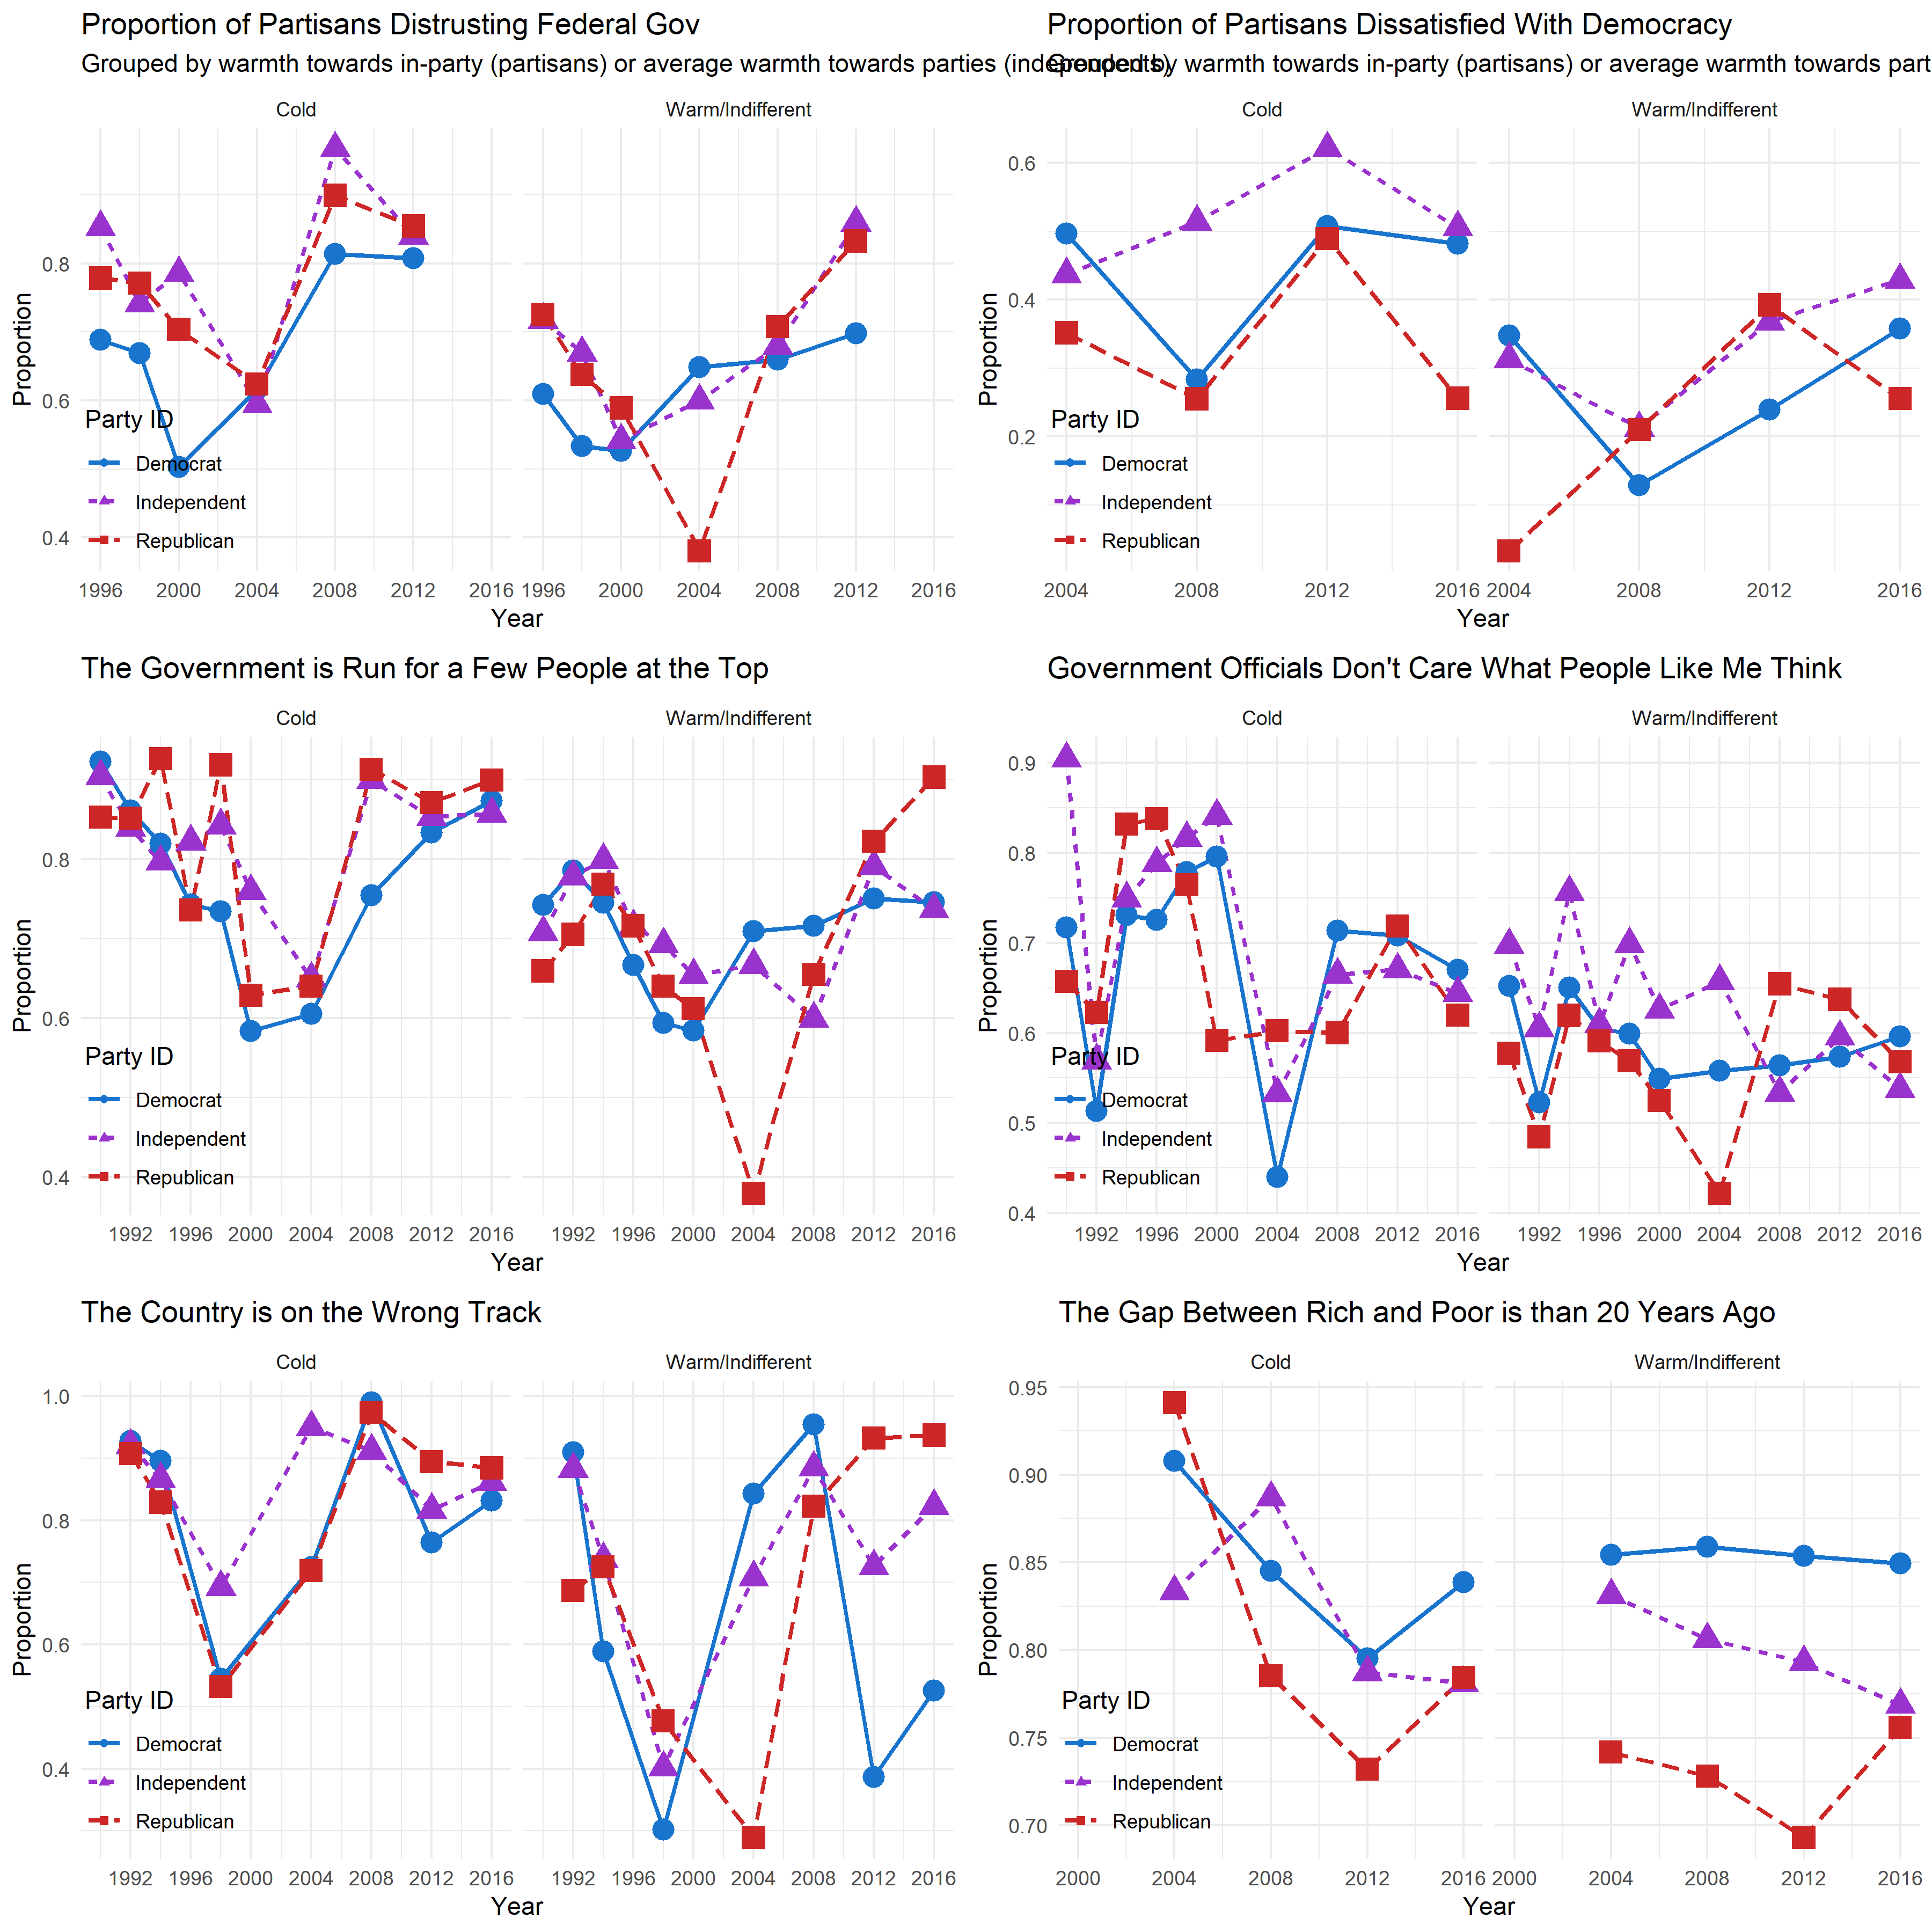 Proportion of Partisans Distrusting Federal Gov
Grouped by warmth towards in-party (partisans) or average warmth towards parties (independents)
Cold
Warm/Indifferent
Proportion
0.8
0.6
0.4
Party ID
Democrat
Independent
Republican
1996 2000 2004 2008 2012 2016 1996 2000 2004 2008 2012 2016
Year
Proportion of Partisans Dissatisfied With Democracy
Grouped by warmth towards in-party (partisans) or average warmth towards part
Cold
Warm/Indifferent
Proportion
0.6
0.4
0.2
Party ID
Democrat
Independent
Republican
2004 2008 2012 2016 2004 2008 2012 2016
Year
The Government is Run for a Few People at the Top
Cold
Warm/Indifferent
Proportion
0.8
0.6
0.4
Party ID
Democrat
Independent
Republican
1992 1996 2000 2004 2008 2012 2016 1992 1996 2000 2004 2008 2012 2016
Year
Government Officials Don't Care What People Like Me Think
Cold
Warm/Indifferent
Proportion
0.9
0.8
0.7
0.6
0.5
0.4
Party ID
Democrat
Independent
Republican
1992 1996 2000 2004 2008 2012 2016 1992 1996 2000 2004 2008 2012 2016
Year
The Country is on the Wrong Track
Cold
Warm/Indifferent
Proportion
1.0
0.8
0.6
0.4
Party ID
Democrat
Independent
Republican
1992 1996 2000 2004 2008 2012 2016 1992 1996 2000 2004 2008 2012 2016
Year
The Gap Between Rich and Poor is than 20 Years Ago
Cold
Warm/Indifferent
Proportion
0.95
0.90
0.85
0.80
0.75
0.70
Party ID
Democrat
Independent
Republican
2000 2004 2008 2012 2016 2000 2004 2008 2012 2016
Year